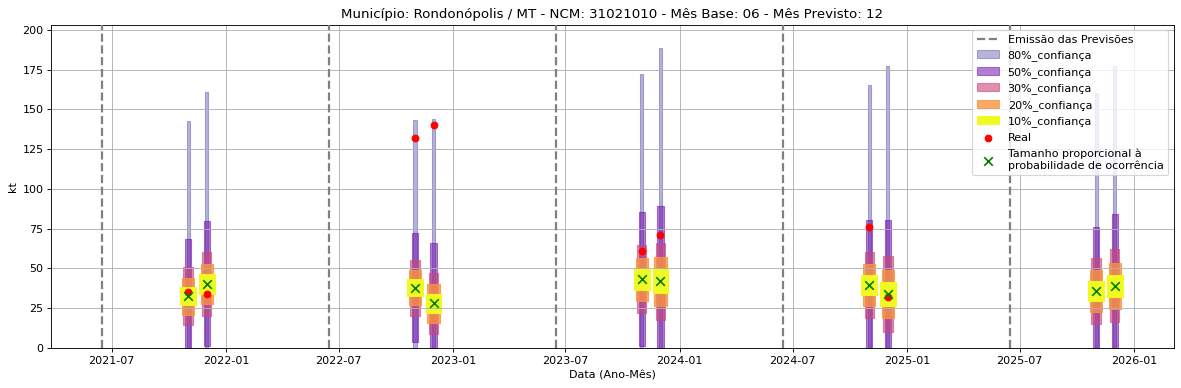 Município: Rondonópolis / MT - NCM: 31021010 - Mês Base: 06 - Mês Previsto: 12
200
175
150
125
100
75
50
25
0
kt
Emissão das Previsões
80%_confiança
50%_confiança
30%_confiança
20%_confiança
10%_confiança
Real
Tamanho proporcional à
probabilidade de ocorrência
2021-07
2022-01
2022-07
2023-01
2023-07
2024-01
2024-07
2025-01
2025-07
2026-01
Data (Ano-Mês)